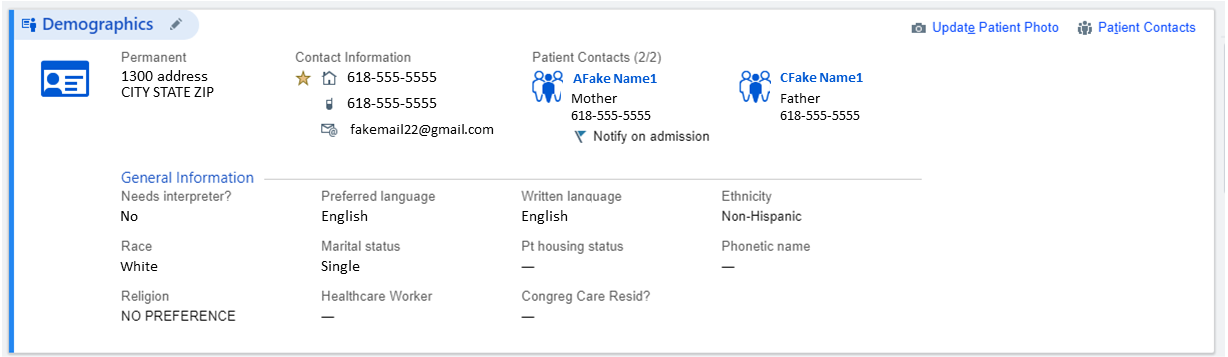 Demographics
Update Patient Photo
Patient Contacts
Permanent
1300 address
CITY STATE ZIP
Contact Information
618-555-5555
618-555-5555
fakemail22@gmail.com
Patient Contacts (2/2)
AFake Name1
Mother
618-555-5555
Notify on admission
CFake Name1
Father
618-555-5555
General Information
Needs interpreter?
No
Preferred language
English
Written language
English
Ethnicity
Non-Hispanic
Race
White
Marital status
Single
Pt housing status
—
Phonetic name
—
Religion
NO PREFERENCE
Healthcare Worker
—
Congreg Care Resid?
—